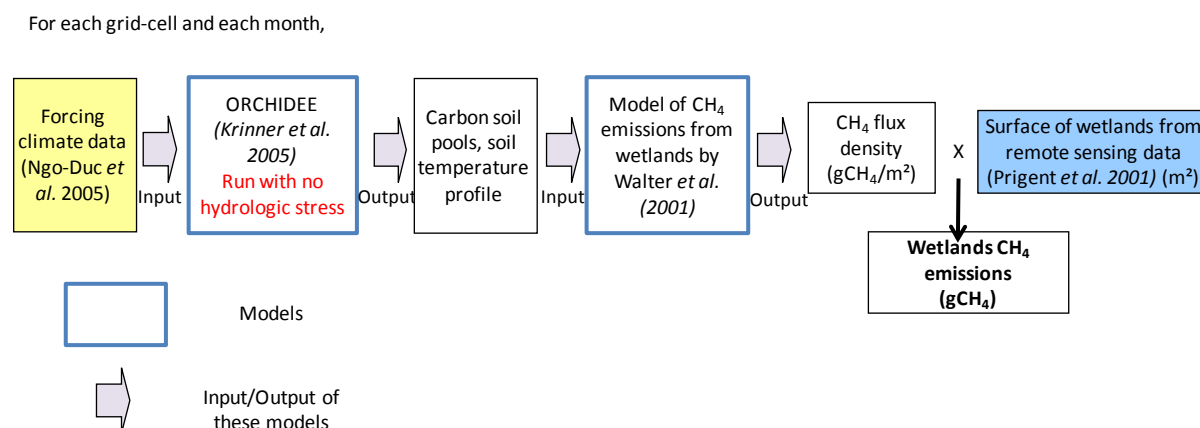 For each grid-cell and each month,
Forcing
climate data
(Ngo-Duc et
al. 2005)
Input
ORCHIDEE
(Krinner et al.
2005)
Run with no
hydrologic stress
Output
Carbon soil
pools, soil
temperature
profile
Input
Model of CH₄
emissions from
wetlands by
Walter et al.
(2001)
Output
CH₄ flux
density
(gCH₄/m²)
X
Surface of wetlands from
remote sensing data
(Prigent et al. 2001) (m²)
Wetlands CH₄
emissions
(gCH₄)
Models
Input/Output of
these models